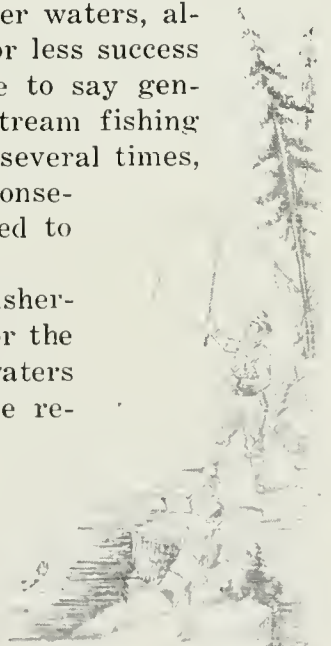 er waters, al-
or less success
e to say gen-
tream fishing
several times,
onse-
ed to
sher-
r the
vaters
e re-